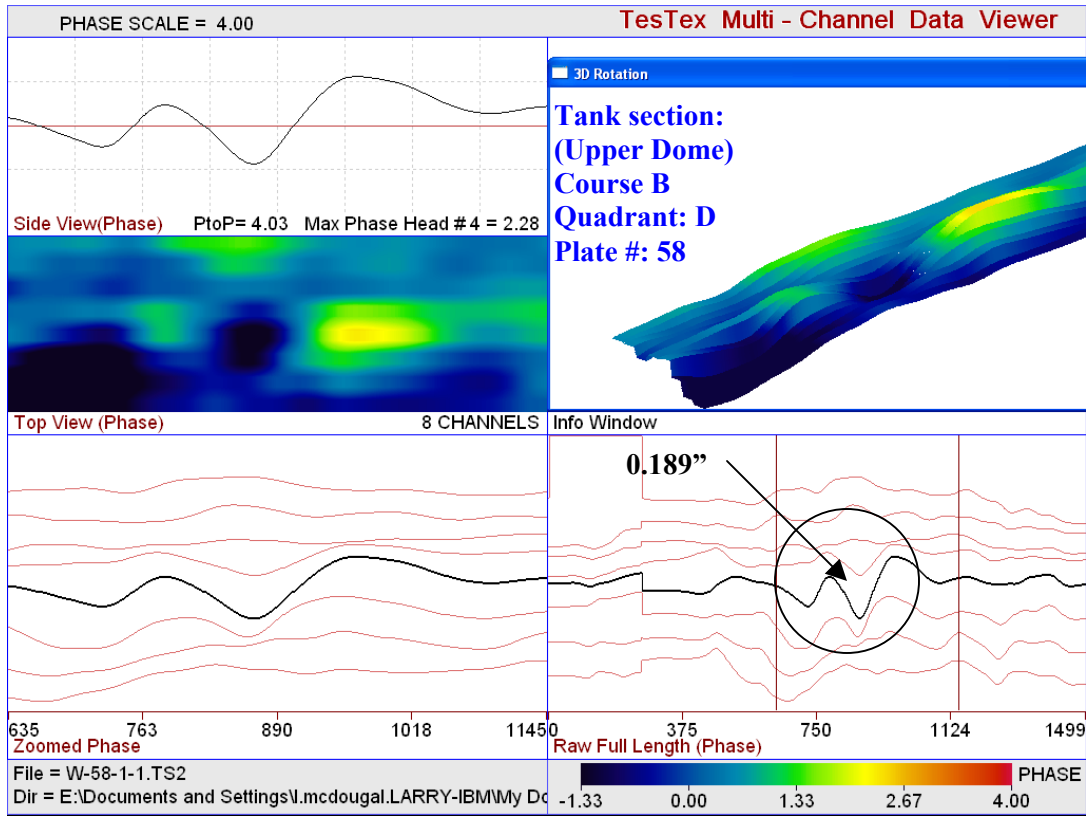 PHASE SCALE = 4.00
TesTex Multi - Channel Data Viewer
Side View(Phase) PtoP= 4.03 Max Phase Head #4 = 2.28
3D Rotation
Tank section:
(Upper Dome)
Course B
Quadrant: D
Plate #: 58
Top View (Phase) 8 CHANNELS
Info Window
0.189”
635 763 890 1018 1145
Zoomed Phase
0 375 750 1124 1499
Raw Full Length (Phase)
File = W-58-1-1.TS2
Dir = E:\Documents and Settings\l.mcdougal.LARRY-IBM\My Do
PHASE
-1.33 0.00 1.33 2.67 4.00